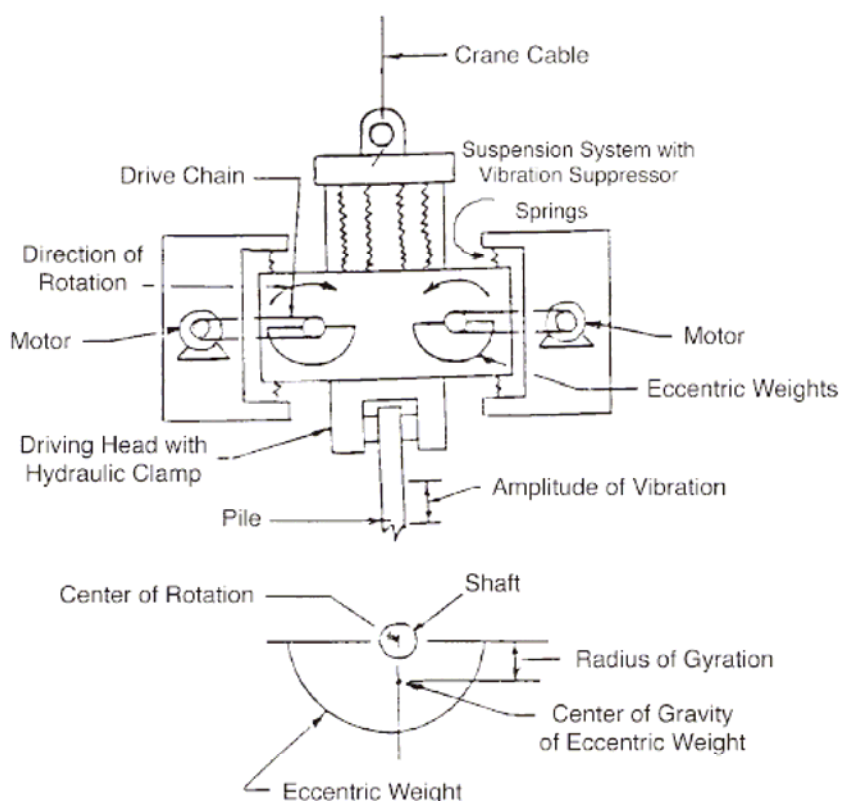 Crane Cable
Suspension System with
Vibration Suppressor
Drive Chain
Springs
Direction of
Rotation
Motor
Motor
Eccentric Weights
Driving Head with
Hydraulic Clamp
Amplitude of Vibration
Pile
Center of Rotation
Shaft
Radius of Gyration
Center of Gravity
of Eccentric Weight
Eccentric Weight